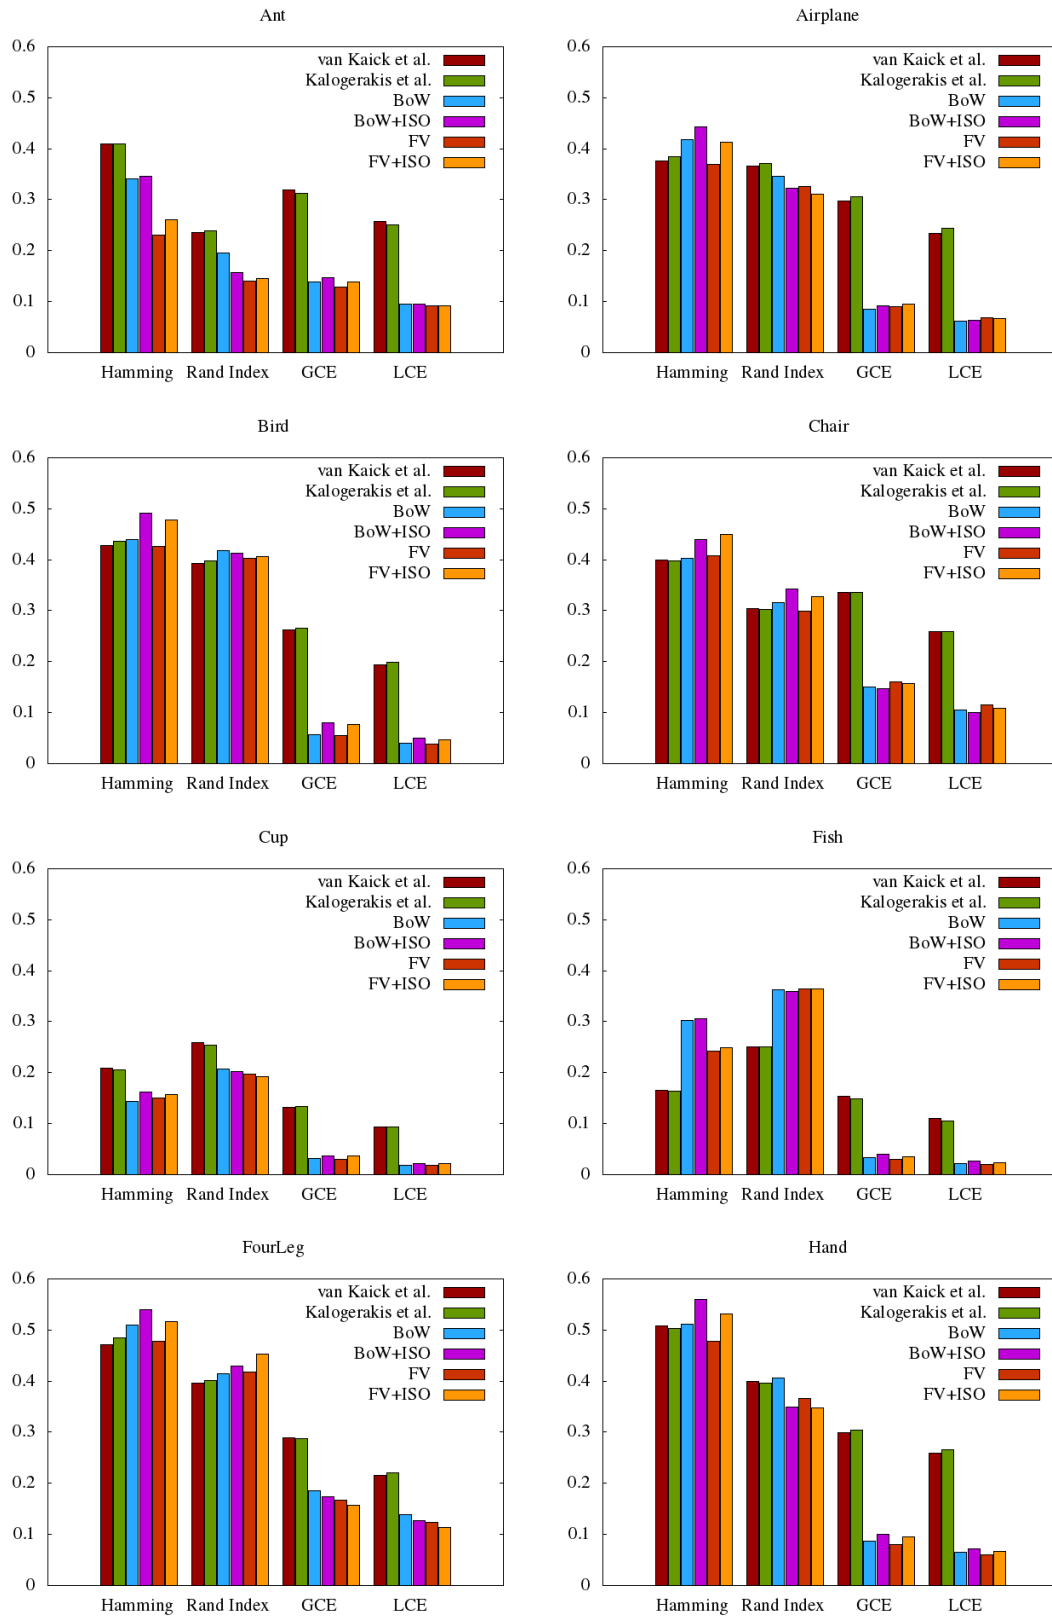 Ant
0.6
0.5
0.4
0.3
0.2
0.1
0
van Kaick et al.
Kalogerakis et al.
BoW
BoW+ISO
FV
FV+ISO
Hamming Rand Index GCE LCE
Airplane
0.6
0.5
0.4
0.3
0.2
0.1
0
van Kaick et al.
Kalogerakis et al.
BoW
BoW+ISO
FV
FV+ISO
Hamming Rand Index GCE LCE
Bird
0.6
0.5
0.4
0.3
0.2
0.1
0
van Kaick et al.
Kalogerakis et al.
BoW
BoW+ISO
FV
FV+ISO
Hamming Rand Index GCE LCE
Chair
0.6
0.5
0.4
0.3
0.2
0.1
0
van Kaick et al.
Kalogerakis et al.
BoW
BoW+ISO
FV
FV+ISO
Hamming Rand Index GCE LCE
Cup
0.6
0.5
0.4
0.3
0.2
0.1
0
van Kaick et al.
Kalogerakis et al.
BoW
BoW+ISO
FV
FV+ISO
Hamming Rand Index GCE LCE
Fish
0.6
0.5
0.4
0.3
0.2
0.1
0
van Kaick et al.
Kalogerakis et al.
BoW
BoW+ISO
FV
FV+ISO
Hamming Rand Index GCE LCE
FourLeg
0.6
0.5
0.4
0.3
0.2
0.1
0
van Kaick et al.
Kalogerakis et al.
BoW
BoW+ISO
FV
FV+ISO
Hamming Rand Index GCE LCE
Hand
0.6
0.5
0.4
0.3
0.2
0.1
0
van Kaick et al.
Kalogerakis et al.
BoW
BoW+ISO
FV
FV+ISO
Hamming Rand Index GCE LCE